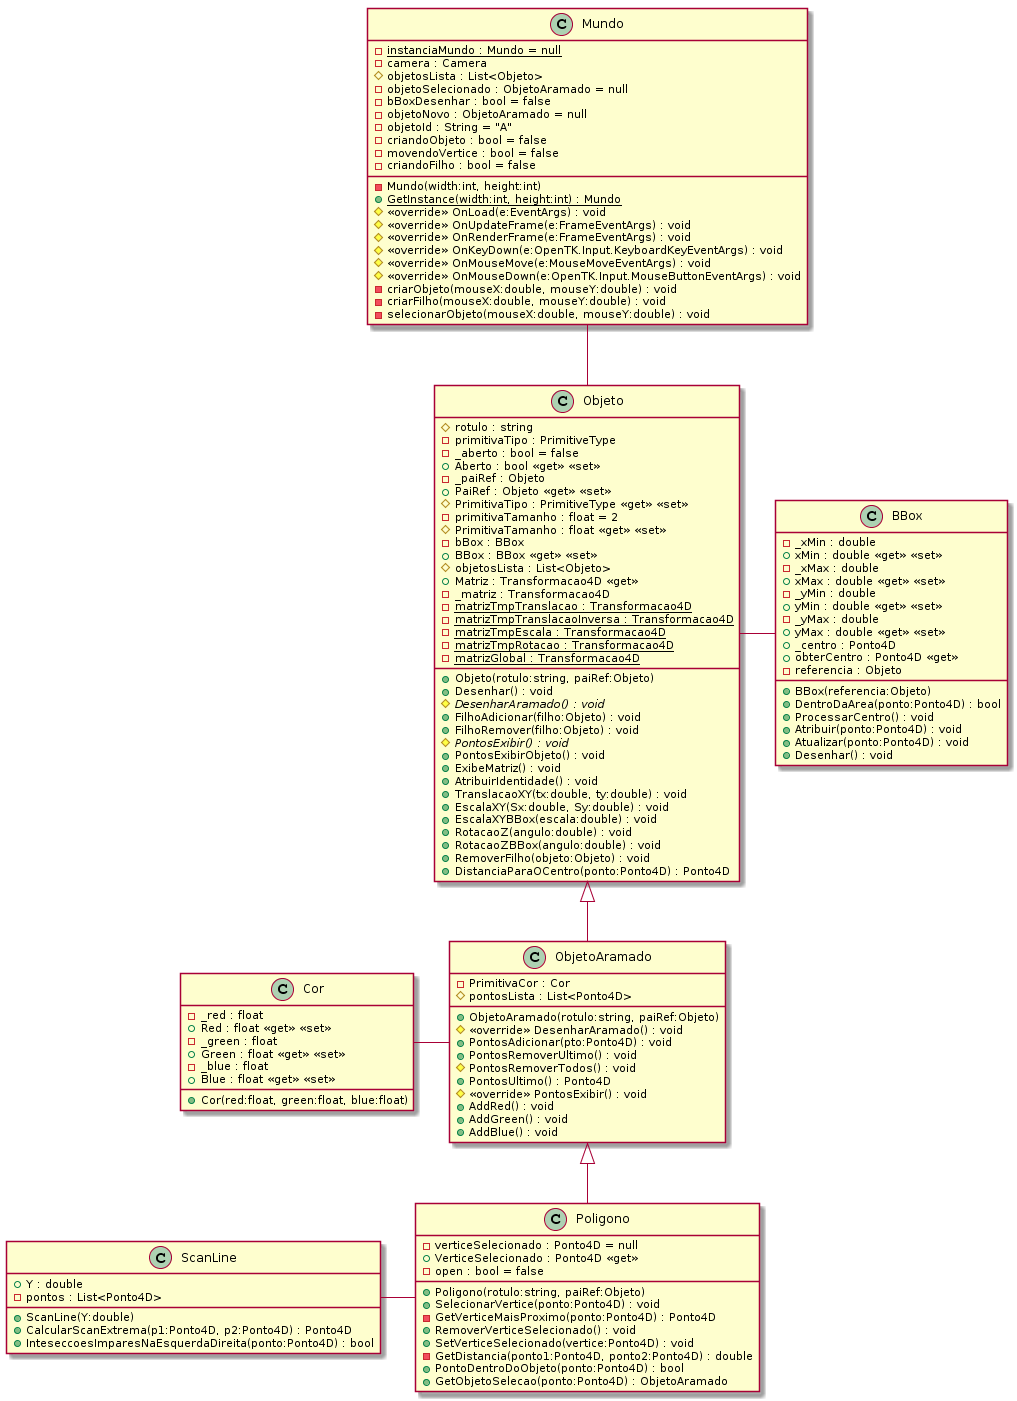 C Mundo
instanciaMundo : Mundo = null
camera : Camera
objetosLista : List<Objeto>
objetoSelecionado : ObjetoAramado = null
bBoxDesenhar : bool = false
objetoNovo : ObjetoAramado = null
objetoId : String = "A"
criandoObjeto : bool = false
movendoVertice : bool = false
criandoFilho : bool = false
Mundo(width:int, height:int)
GetInstance(width:int, height:int) : Mundo
«override» OnLoad(e:EventArgs) : void
«override» OnUpdateFrame(e:FrameEventArgs) : void
«override» OnRenderFrame(e:FrameEventArgs) : void
«override» OnKeyDown(e:OpenTK.Input.KeyboardKeyEventArgs) : void
«override» OnMouseMove(e:MouseMoveEventArgs) : void
«override» OnMouseDown(e:OpenTK.Input.MouseButtonEventArgs) : void
criarObjeto(mouseX:double, mouseY:double) : void
criarFilho(mouseX:double, mouseY:double) : void
selecionarObjeto(mouseX:double, mouseY:double) : void
C Objeto
rotulo : string
primitivaTipo : PrimitiveType
_aberto : bool = false
Aberto : bool «get» «set»
_paiRef : Objeto
PaiRef : Objeto «get» «set»
PrimitivaTipo : PrimitiveType «get» «set»
primitivaTamanho : float = 2
PrimitivaTamanho : float «get» «set»
bBox : BBox
BBox : BBox «get» «set»
objetosLista : List<Objeto>
Matriz : Transformacao4D «get»
_matriz : Transformacao4D
matrizTmpTranslacao : Transformacao4D
matrizTmpTranslacaoInversa : Transformacao4D
matrizTmpEscala : Transformacao4D
matrizTmpRotacao : Transformacao4D
matrizGlobal : Transformacao4D
Objeto(rotulo:string, paiRef:Objeto)
Desenhar() : void
DesenharAramado() : void
FilhoAdicionar(filho:Objeto) : void
FilhoRemover(filho:Objeto) : void
PontosExibir() : void
PontosExibirObjeto() : void
ExibeMatriz() : void
AtribuirIdentidade() : void
TranslacaoXY(tx:double, ty:double) : void
EscalaXY(Sx:double, Sy:double) : void
EscalaXYBBox(escala:double) : void
RotacaoZ(angulo:double) : void
RotacaoZBBox(angulo:double) : void
RemoverFilho(objeto:Objeto) : void
DistanciaParaOCentro(ponto:Ponto4D) : Ponto4D
C BBox
_xMin : double
xMin : double «get» «set»
_xMax : double
xMax : double «get» «set»
_yMin : double
yMin : double «get» «set»
_yMax : double
yMax : double «get» «set»
_centro : Ponto4D
obterCentro : Ponto4D «get»
referencia : Objeto
BBox(referencia:Objeto)
DentroDaArea(ponto:Ponto4D) : bool
ProcessarCentro() : void
Atribuir(ponto:Ponto4D) : void
Atualizar(ponto:Ponto4D) : void
Desenhar() : void
C ObjetoAramado
PrimitivaCor : Cor
pontosLista : List<Ponto4D>
ObjetoAramado(rotulo:string, paiRef:Objeto)
«override» DesenharAramado() : void
PontosAdicionar(pto:Ponto4D) : void
PontosRemoverUltimo() : void
PontosRemoverTodos() : void
PontosUltimo() : Ponto4D
«override» PontosExibir() : void
AddRed() : void
AddGreen() : void
AddBlue() : void
C Cor
_red : float
Red : float «get» «set»
_green : float
Green : float «get» «set»
_blue : float
Blue : float «get» «set»
Cor(red:float, green:float, blue:float)
C Poligono
verticeSelecionado : Ponto4D = null
VerticeSelecionado : Ponto4D «get»
open : bool = false
Poligono(rotulo:string, paiRef:Objeto)
SelecionarVertice(ponto:Ponto4D) : void
GetVerticeMaisProximo(ponto:Ponto4D) : Ponto4D
RemoverVerticeSelecionado() : void
SetVerticeSelecionado(vertice:Ponto4D) : void
GetDistancia(ponto1:Ponto4D, ponto2:Ponto4D) : double
PontoDentroDoObjeto(ponto:Ponto4D) : bool
GetObjetoSelecao(ponto:Ponto4D) : ObjetoAramado
C ScanLine
Y : double
pontos : List<Ponto4D>
ScanLine(Y:double)
CalcularScanExtrema(p1:Ponto4D, p2:Ponto4D) : Ponto4D
InteseccoesImparesNaEsquerdaDireita(ponto:Ponto4D) : bool